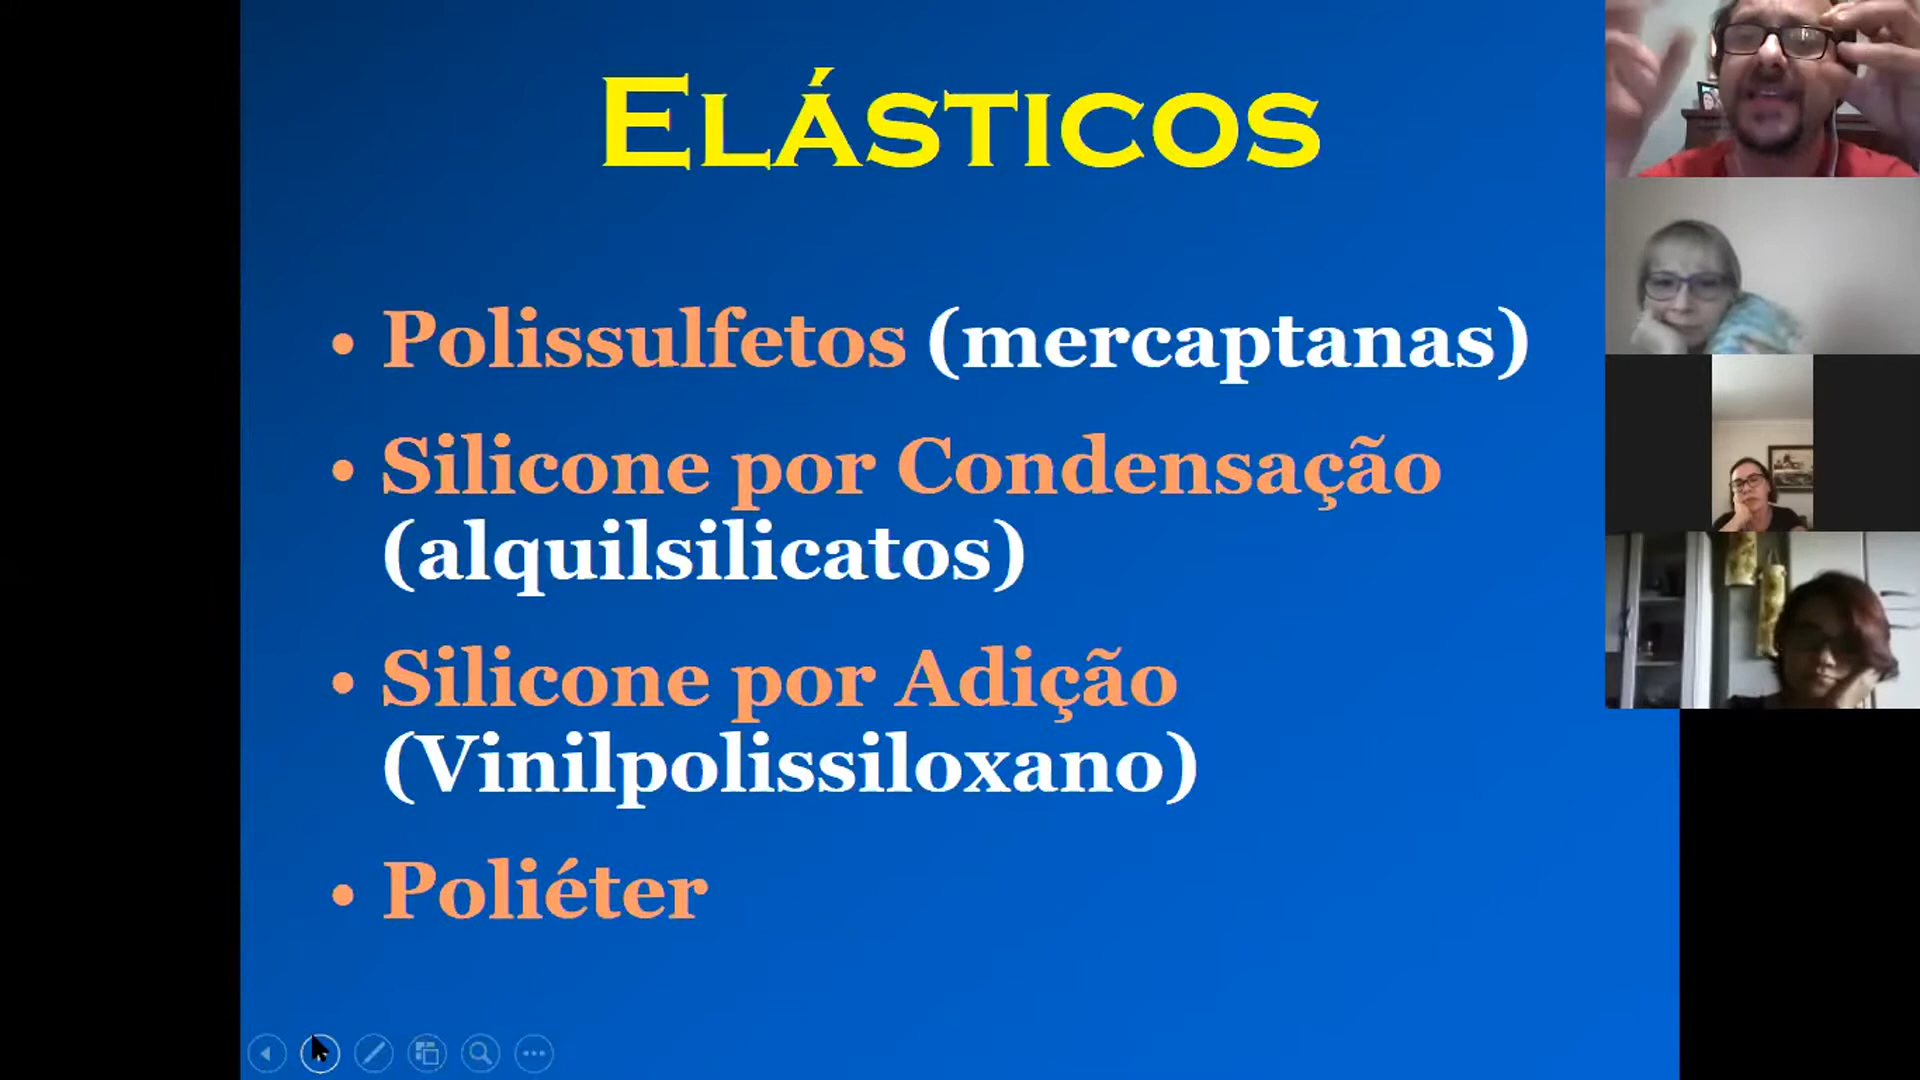 ELÁSTICOS
• Polissulfetos (mercaptanas)
• Silicone por Condensação
(alquilsilicatos)
• Silicone por Adição
(Vinilpolissiloxano)
• Poliéter